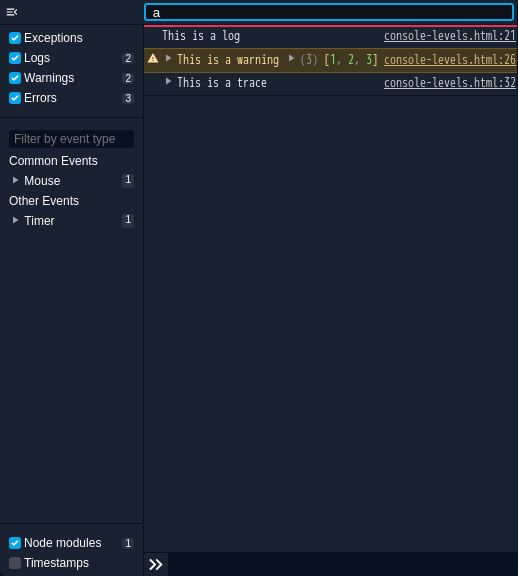 a
Exceptions
Logs 2
Warnings 2
Errors 3
Filter by event type
Common Events
Mouse 1
Other Events
Timer 1
Node modules 1
Timestamps
This is a log console-levels.html:21
This is a warning (3) [1, 2, 3] console-levels.html:26
This is a trace console-levels.html:32